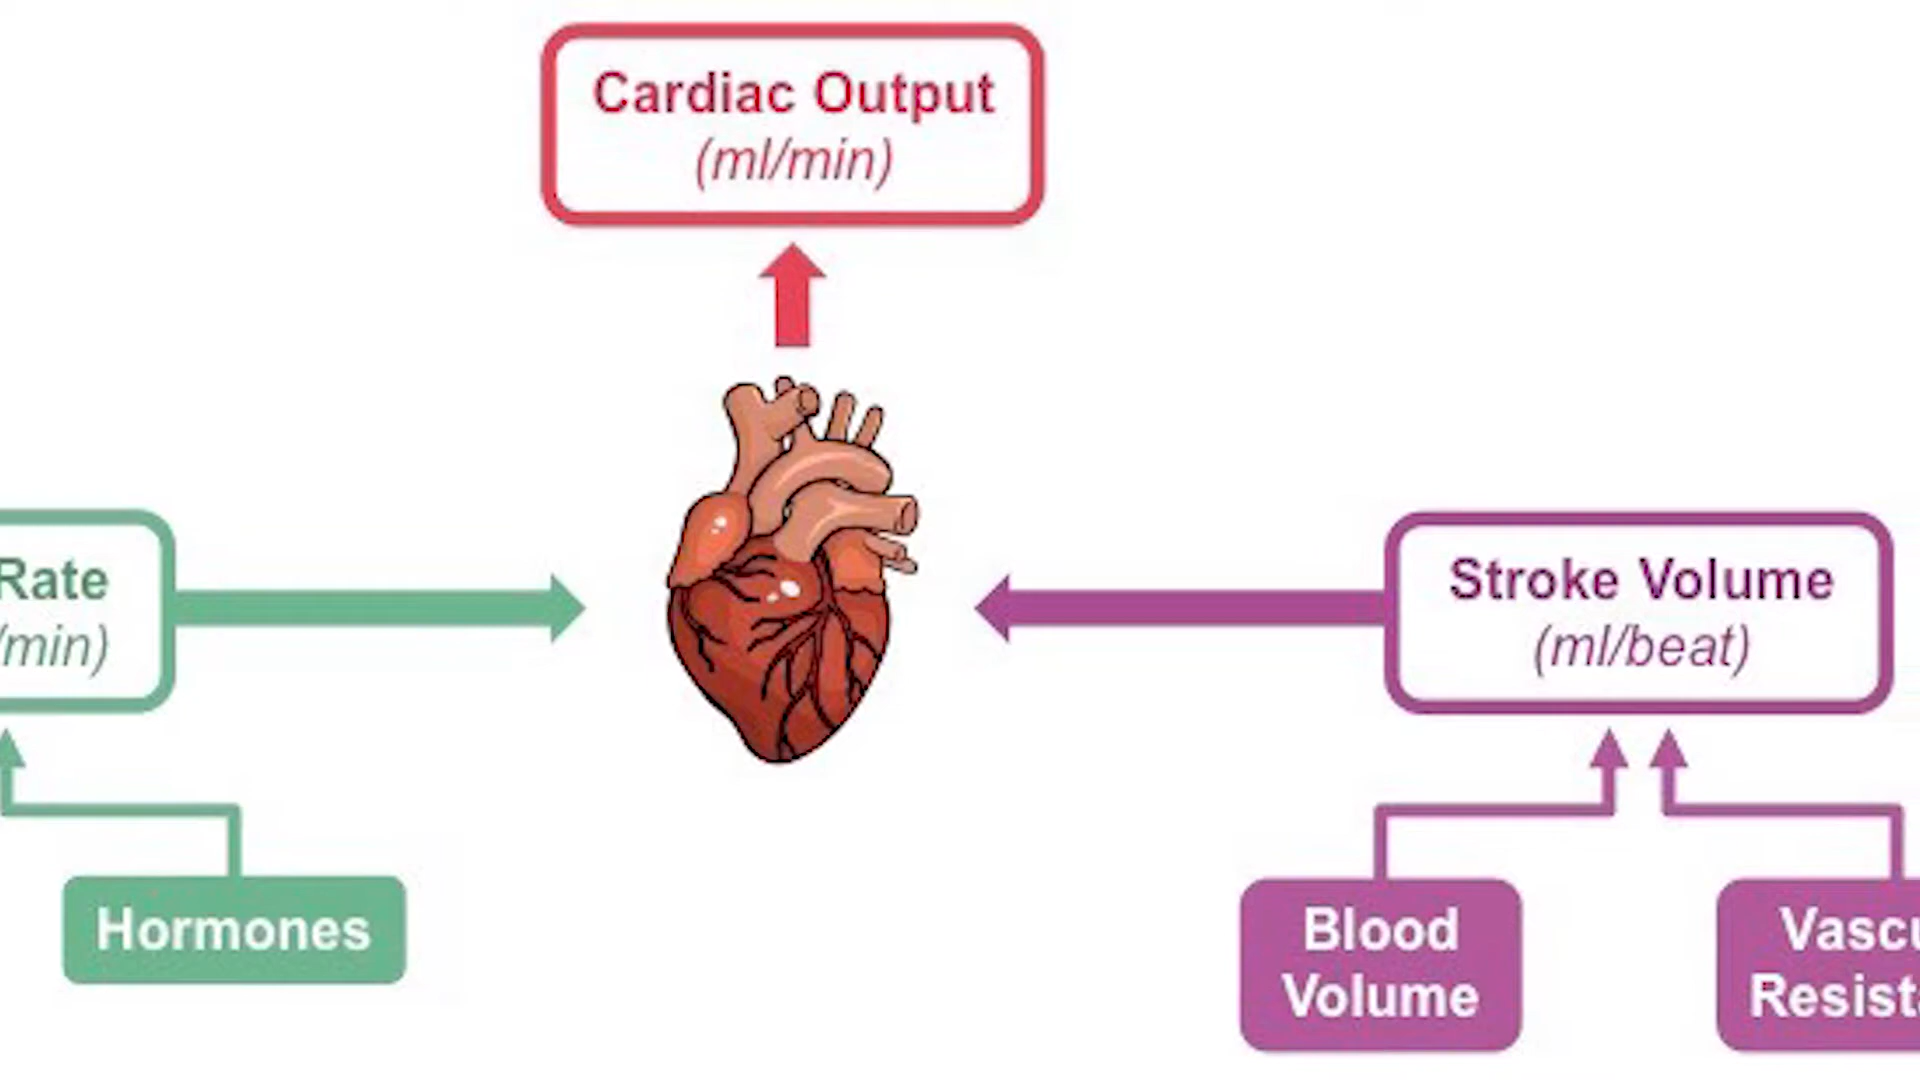 Cardiac Output
(ml/min)
Rate
/min)
Stroke Volume
(ml/beat)
Hormones
Blood
Volume
Vascu
Resist